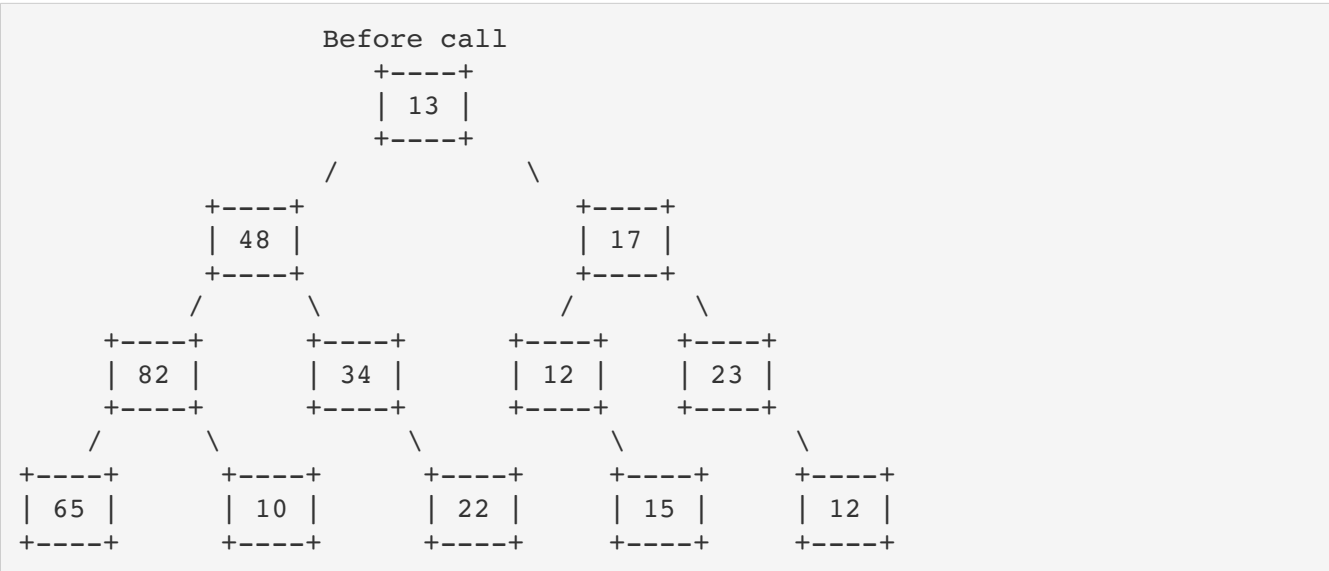 Before call
+----+
| 13 |
+----+
/ \
+----+ +----+
| 48 | | 17 |
+----+ +----+
/ \ / \
+----+ +----+ +----+ +----+
| 82 | | 34 | | 12 | | 23 |
+----+ +----+ +----+ +----+
/ \ \ \ \
+----+ +----+ +----+ +----+ +----+
| 65 | | 10 | | 22 | | 15 | | 12 |
+----+ +----+ +----+ +----+ +----+